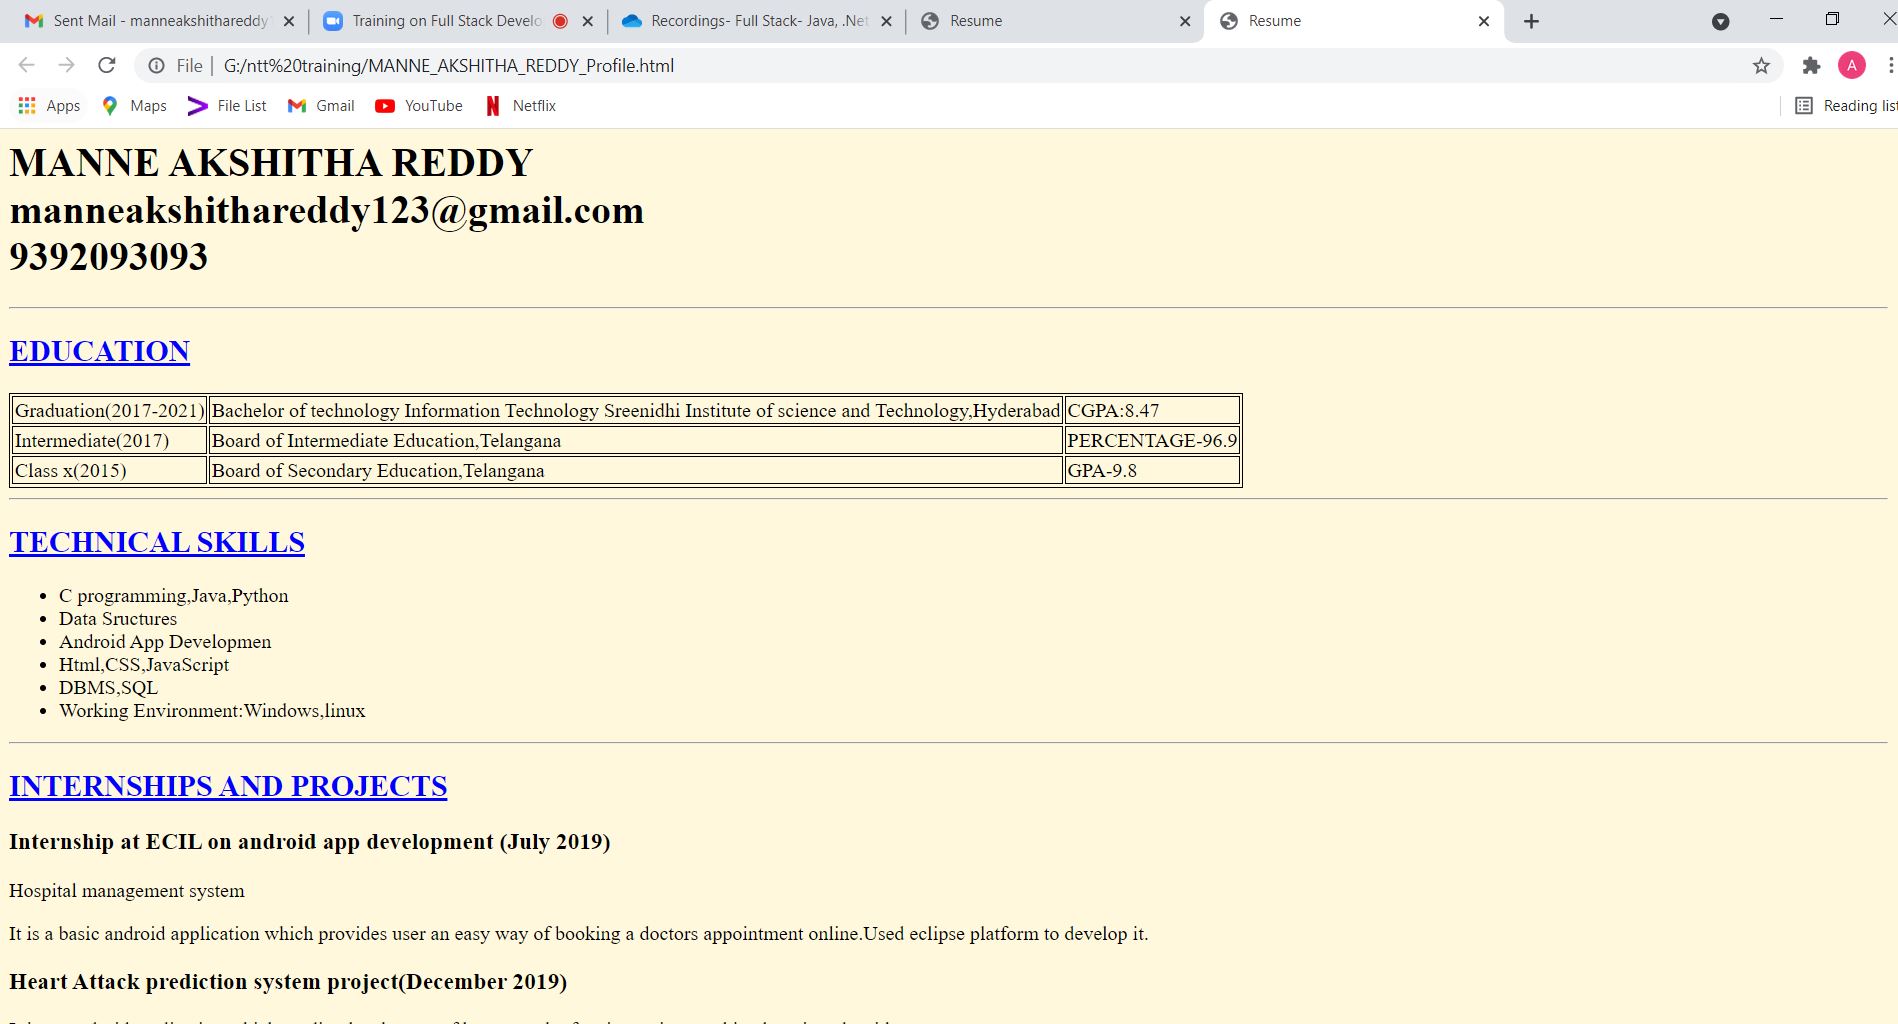 Sent Mail - manneakshithareddy
Training on Full Stack Develo
Recordings- Full Stack- Java, .Net
Resume
Resume
File | G:/ntt%20training/MANNE_AKSHITHA_REDDY_Profile.html
A
Apps Maps File List Gmail YouTube Netflix Reading list
MANNE AKSHITHA REDDY
manneakshithareddy123@gmail.com
9392093093
EDUCATION
Graduation(2017-2021) Bachelor of technology Information Technology Sreenidhi Institute of science and Technology,Hyderabad CGPA:8.47
Intermediate(2017) Board of Intermediate Education,Telangana PERCENTAGE-96.9
Class x(2015) Board of Secondary Education,Telangana GPA-9.8
TECHNICAL SKILLS
• C programming,Java,Python
• Data Sructures
• Android App Developmen
• Html,CSS,JavaScript
• DBMS,SQL
• Working Environment:Windows,linux
INTERNSHIPS AND PROJECTS
Internship at ECIL on android app development (July 2019)
Hospital management system
It is a basic android application which provides user an easy way of booking a doctors appointment online.Used eclipse platform to develop it.
Heart Attack prediction system project(December 2019)